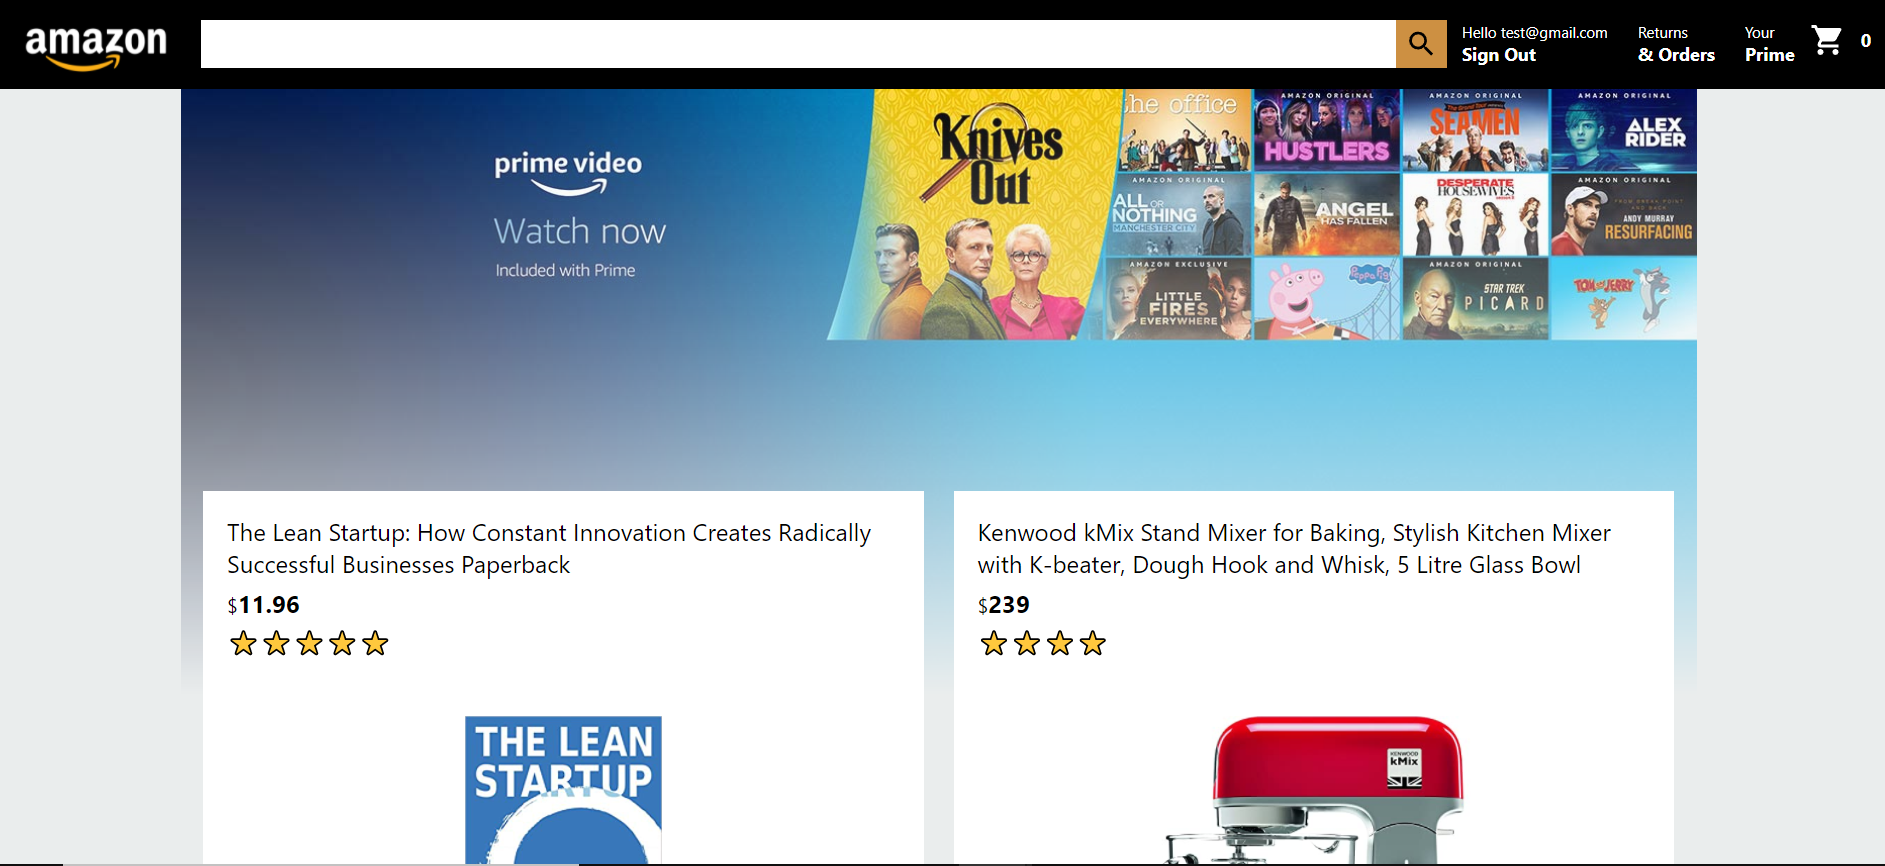 amazon
Hello test@gmail.com
Sign Out
Returns
& Orders
Your
Prime
0
prime video
Watch now
Included with Prime
Knives
Out
the office
AMAZON ORIGINAL
HUSTLERS
AMAZON ORIGINAL
SEAMEN
AMAZON ORIGINAL
ALEX
RIDER
AMAZON ORIGINAL
ALL OR
NOTHING
MANCHESTER CITY
ANGEL
HAS FALLEN
DESPERATE
HOUSEWIVES
AMAZON ORIGINAL
ANDY MURRAY
RESURFACING
AMAZON EXCLUSIVE
LITTLE
FIRES
EVERYWHERE
Peppa Pig
AMAZON ORIGINAL
STAR TREK
PICARD
TOM and JERRY
The Lean Startup: How Constant Innovation Creates Radically
Successful Businesses Paperback
$11.96
THE LEAN
STARTUP
Kenwood kMix Stand Mixer for Baking, Stylish Kitchen Mixer
with K-beater, Dough Hook and Whisk, 5 Litre Glass Bowl
$239
KENWOOD
kMix